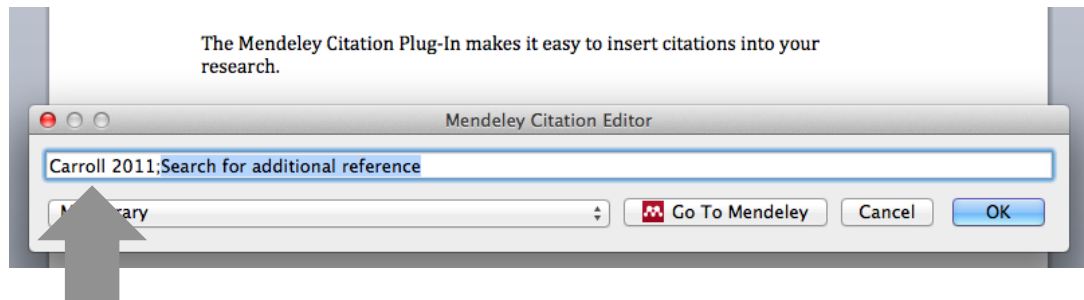 The Mendeley Citation Plug-In makes it easy to insert citations into your
research.
Mendeley Citation Editor
Carroll 2011;Search for additional reference
Go To Mendeley
Cancel
OK